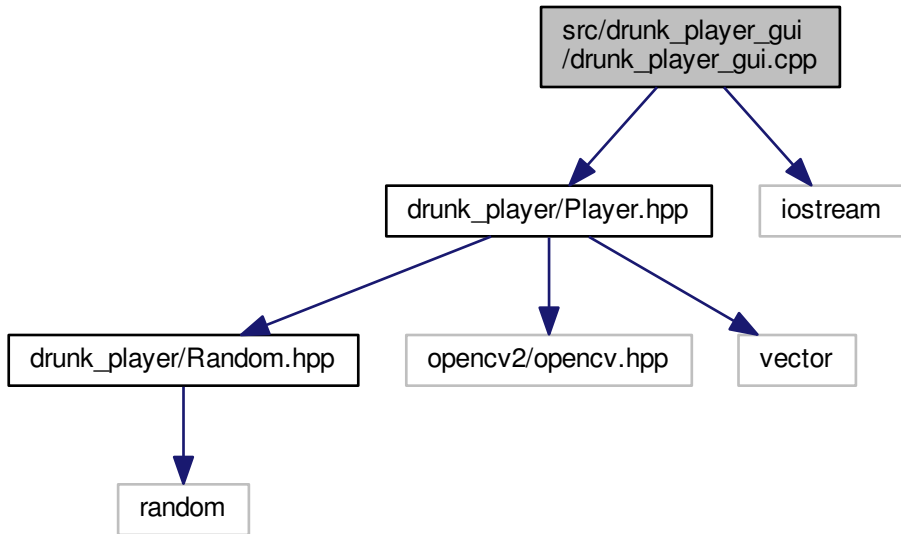 src/drunk_player_gui
/drunk_player_gui.cpp
drunk_player/Player.hpp
iostream
drunk_player/Random.hpp
opencv2/opencv.hpp
vector
random